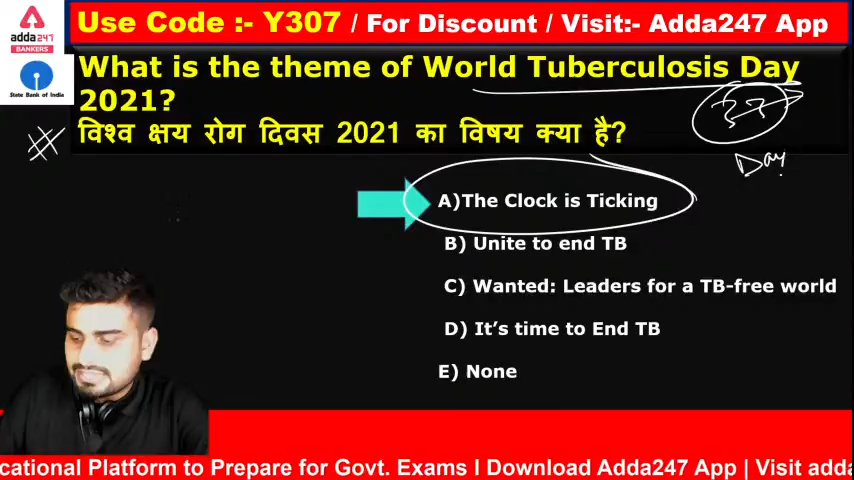 Use Code :- Y307 / For Discount / Visit:- Adda247 App
adda247
BANKERS
State Bank of India
What is the theme of World Tuberculosis Day
2021?
विश्व क्षय रोग दिवस 2021 का विषय क्या है?
Day
A)The Clock is Ticking
B) Unite to end TB
C) Wanted: Leaders for a TB-free world
D) It’s time to End TB
E) None
cational Platform to Prepare for Govt. Exams I Download Adda247 App | Visit adda